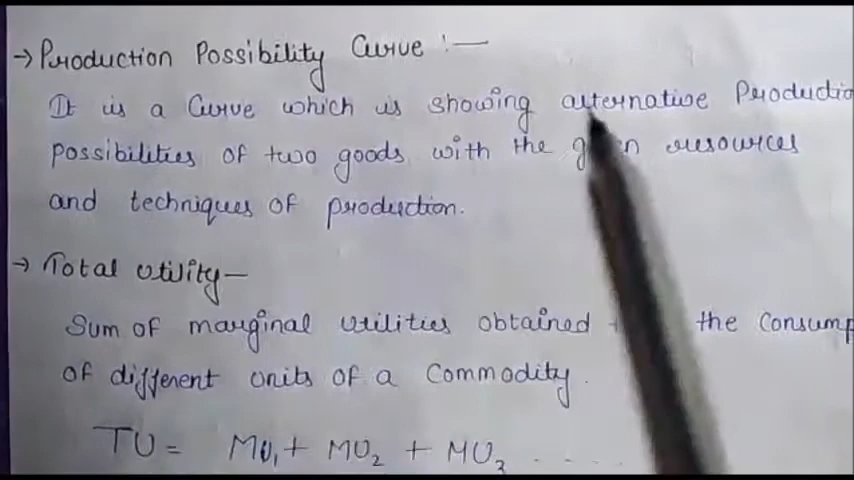 → Production Possibility Curve :—
It is a Curve which is showing alternative Productio
possibilities of two goods with the resources
and techniques of production.
→ Total Utility—
Sum of marginal utilities obtained the Consump
of different units of a Commodity.
TU = MU₁ + MU₂ + MU₃ .....